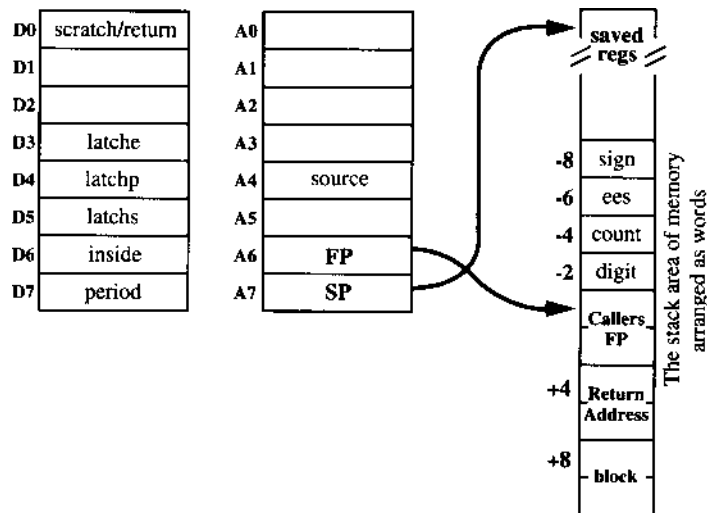 D0 scratch/return
D1
D2
D3 latche
D4 latchp
D5 latchs
D6 inside
D7 period
A0
A1
A2
A3
A4 source
A5
A6 FP
A7 SP
saved
regs
-8 sign
-6 ees
-4 count
-2 digit
Callers
FP
+4 Return
Address
+8 block
The stack area of memory
arranged as words